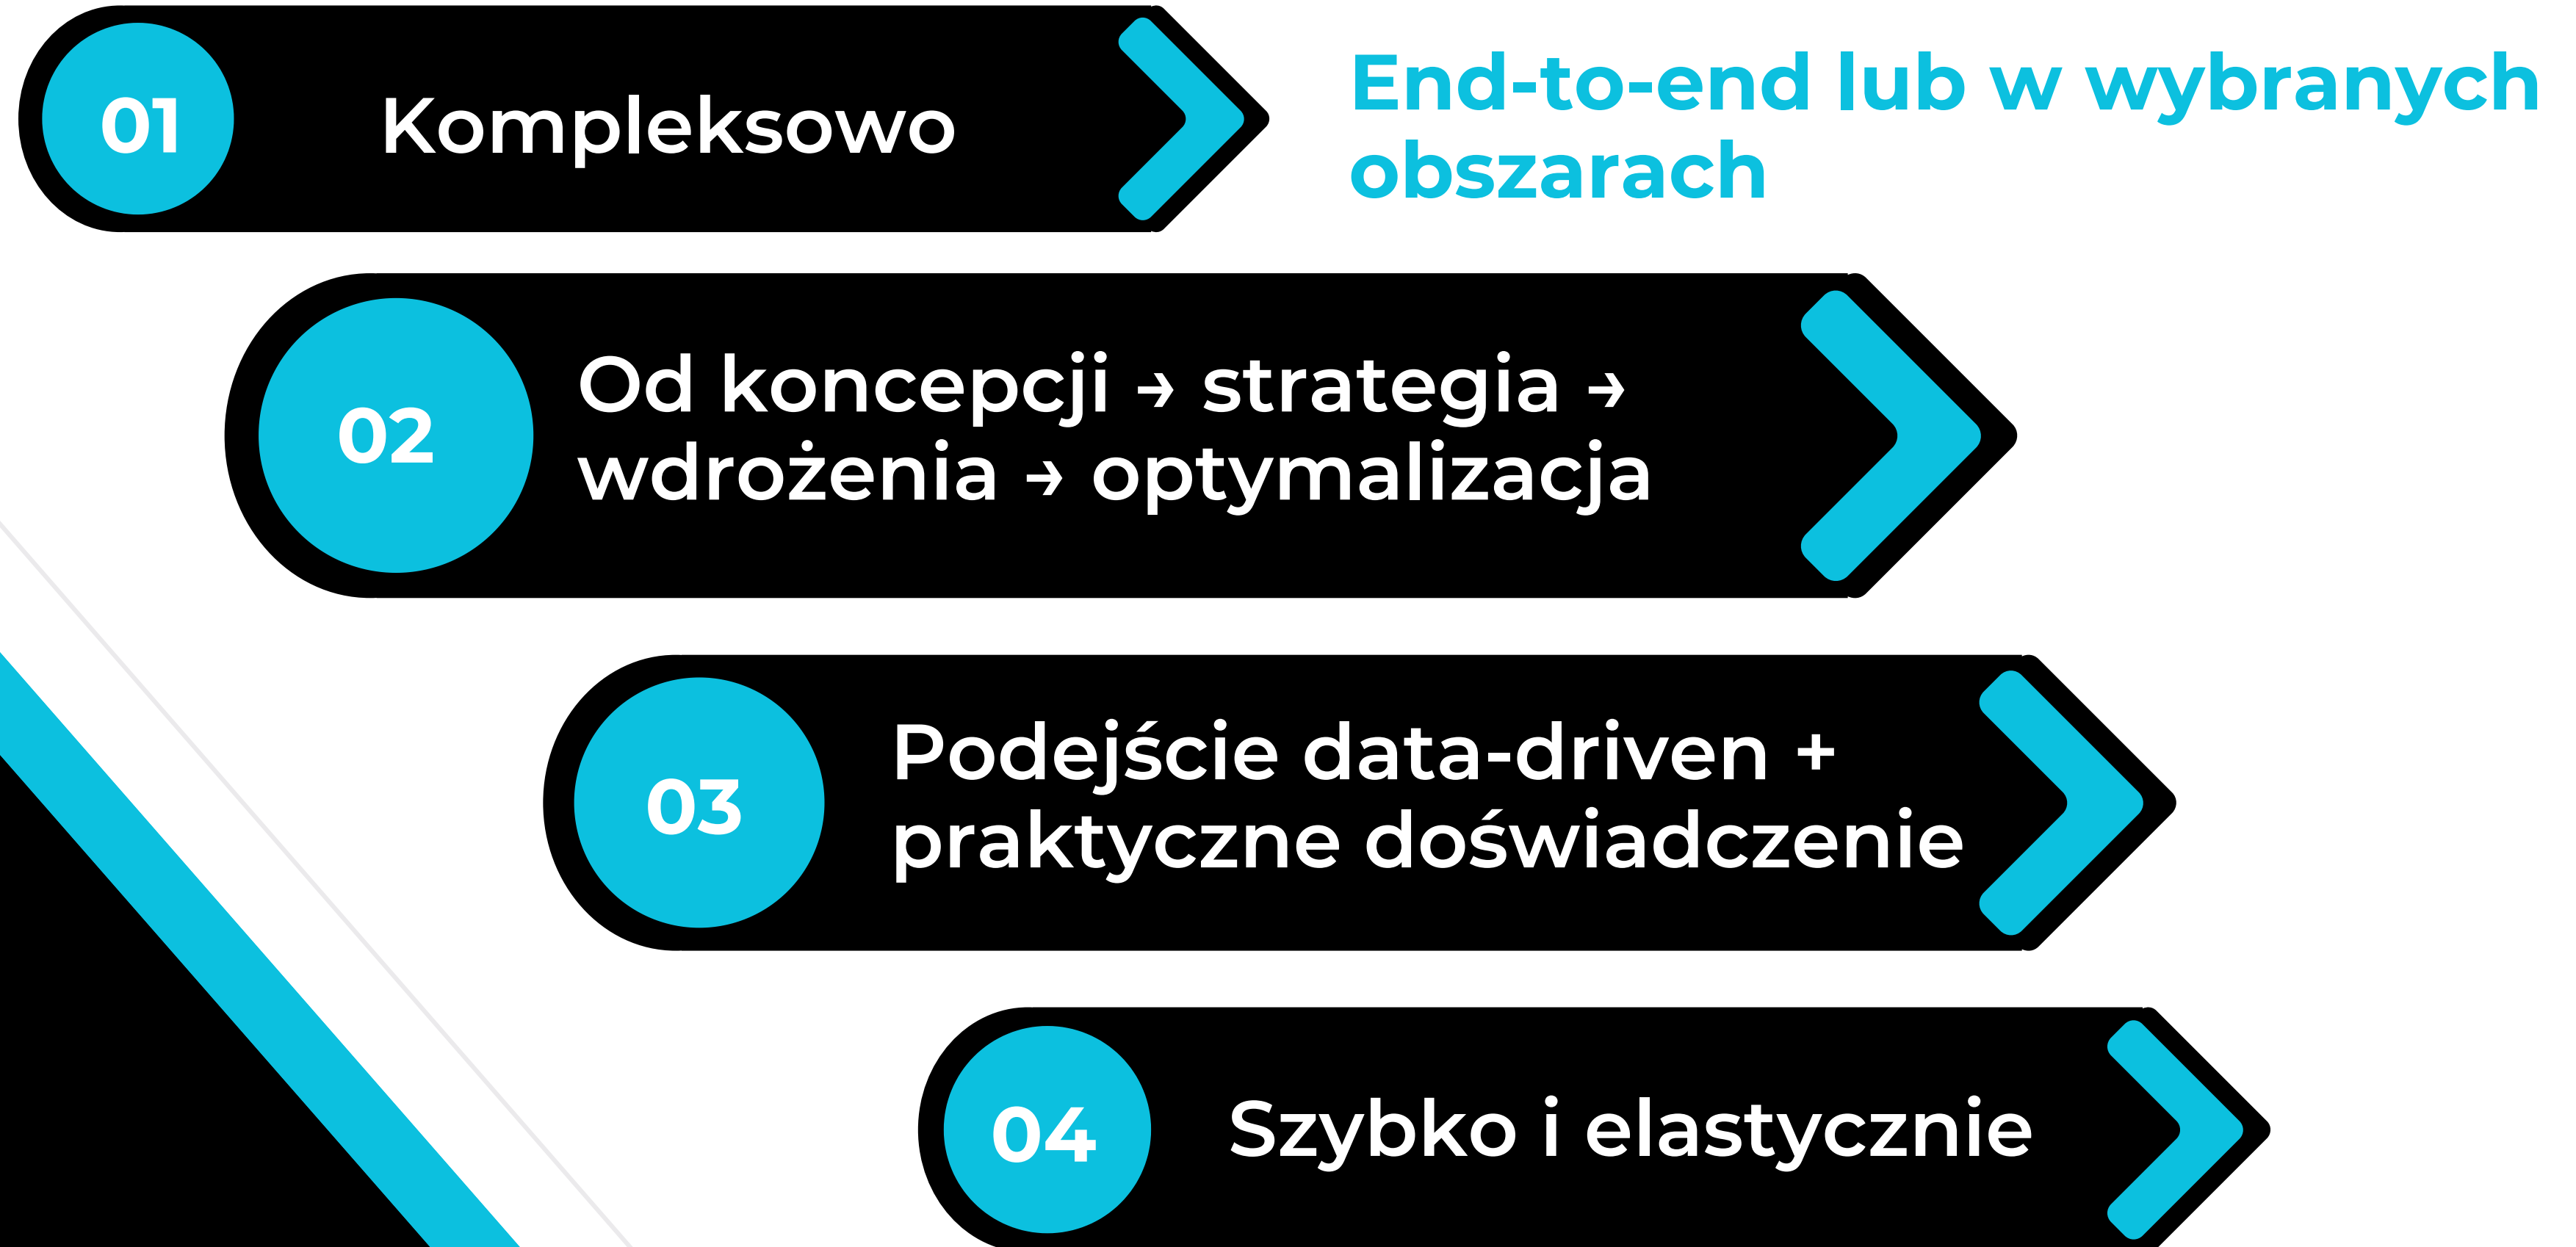 01
Kompleksowo
End-to-end lub w wybranych
obszarach
02
Od koncepcji → strategia →
wdrożenia → optymalizacja
03
Podejście data-driven +
praktyczne doświadczenie
04
Szybko i elastycznie